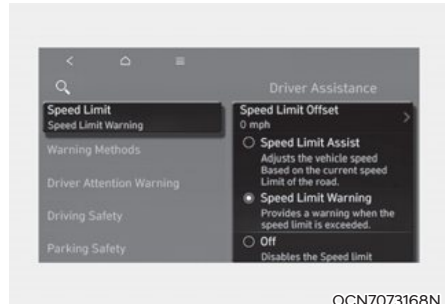 Driver Assistance
Speed Limit
Speed Limit Warning
Warning Methods
Driver Attention Warning
Driving Safety
Parking Safety
Speed Limit Offset
0 mph
Speed Limit Assist
Adjusts the vehicle speed
Based on the current speed
Limit of the road.
Speed Limit Warning
Provides a warning when the
speed limit is exceeded.
Off
Disables the Speed limit
OCN7073168N